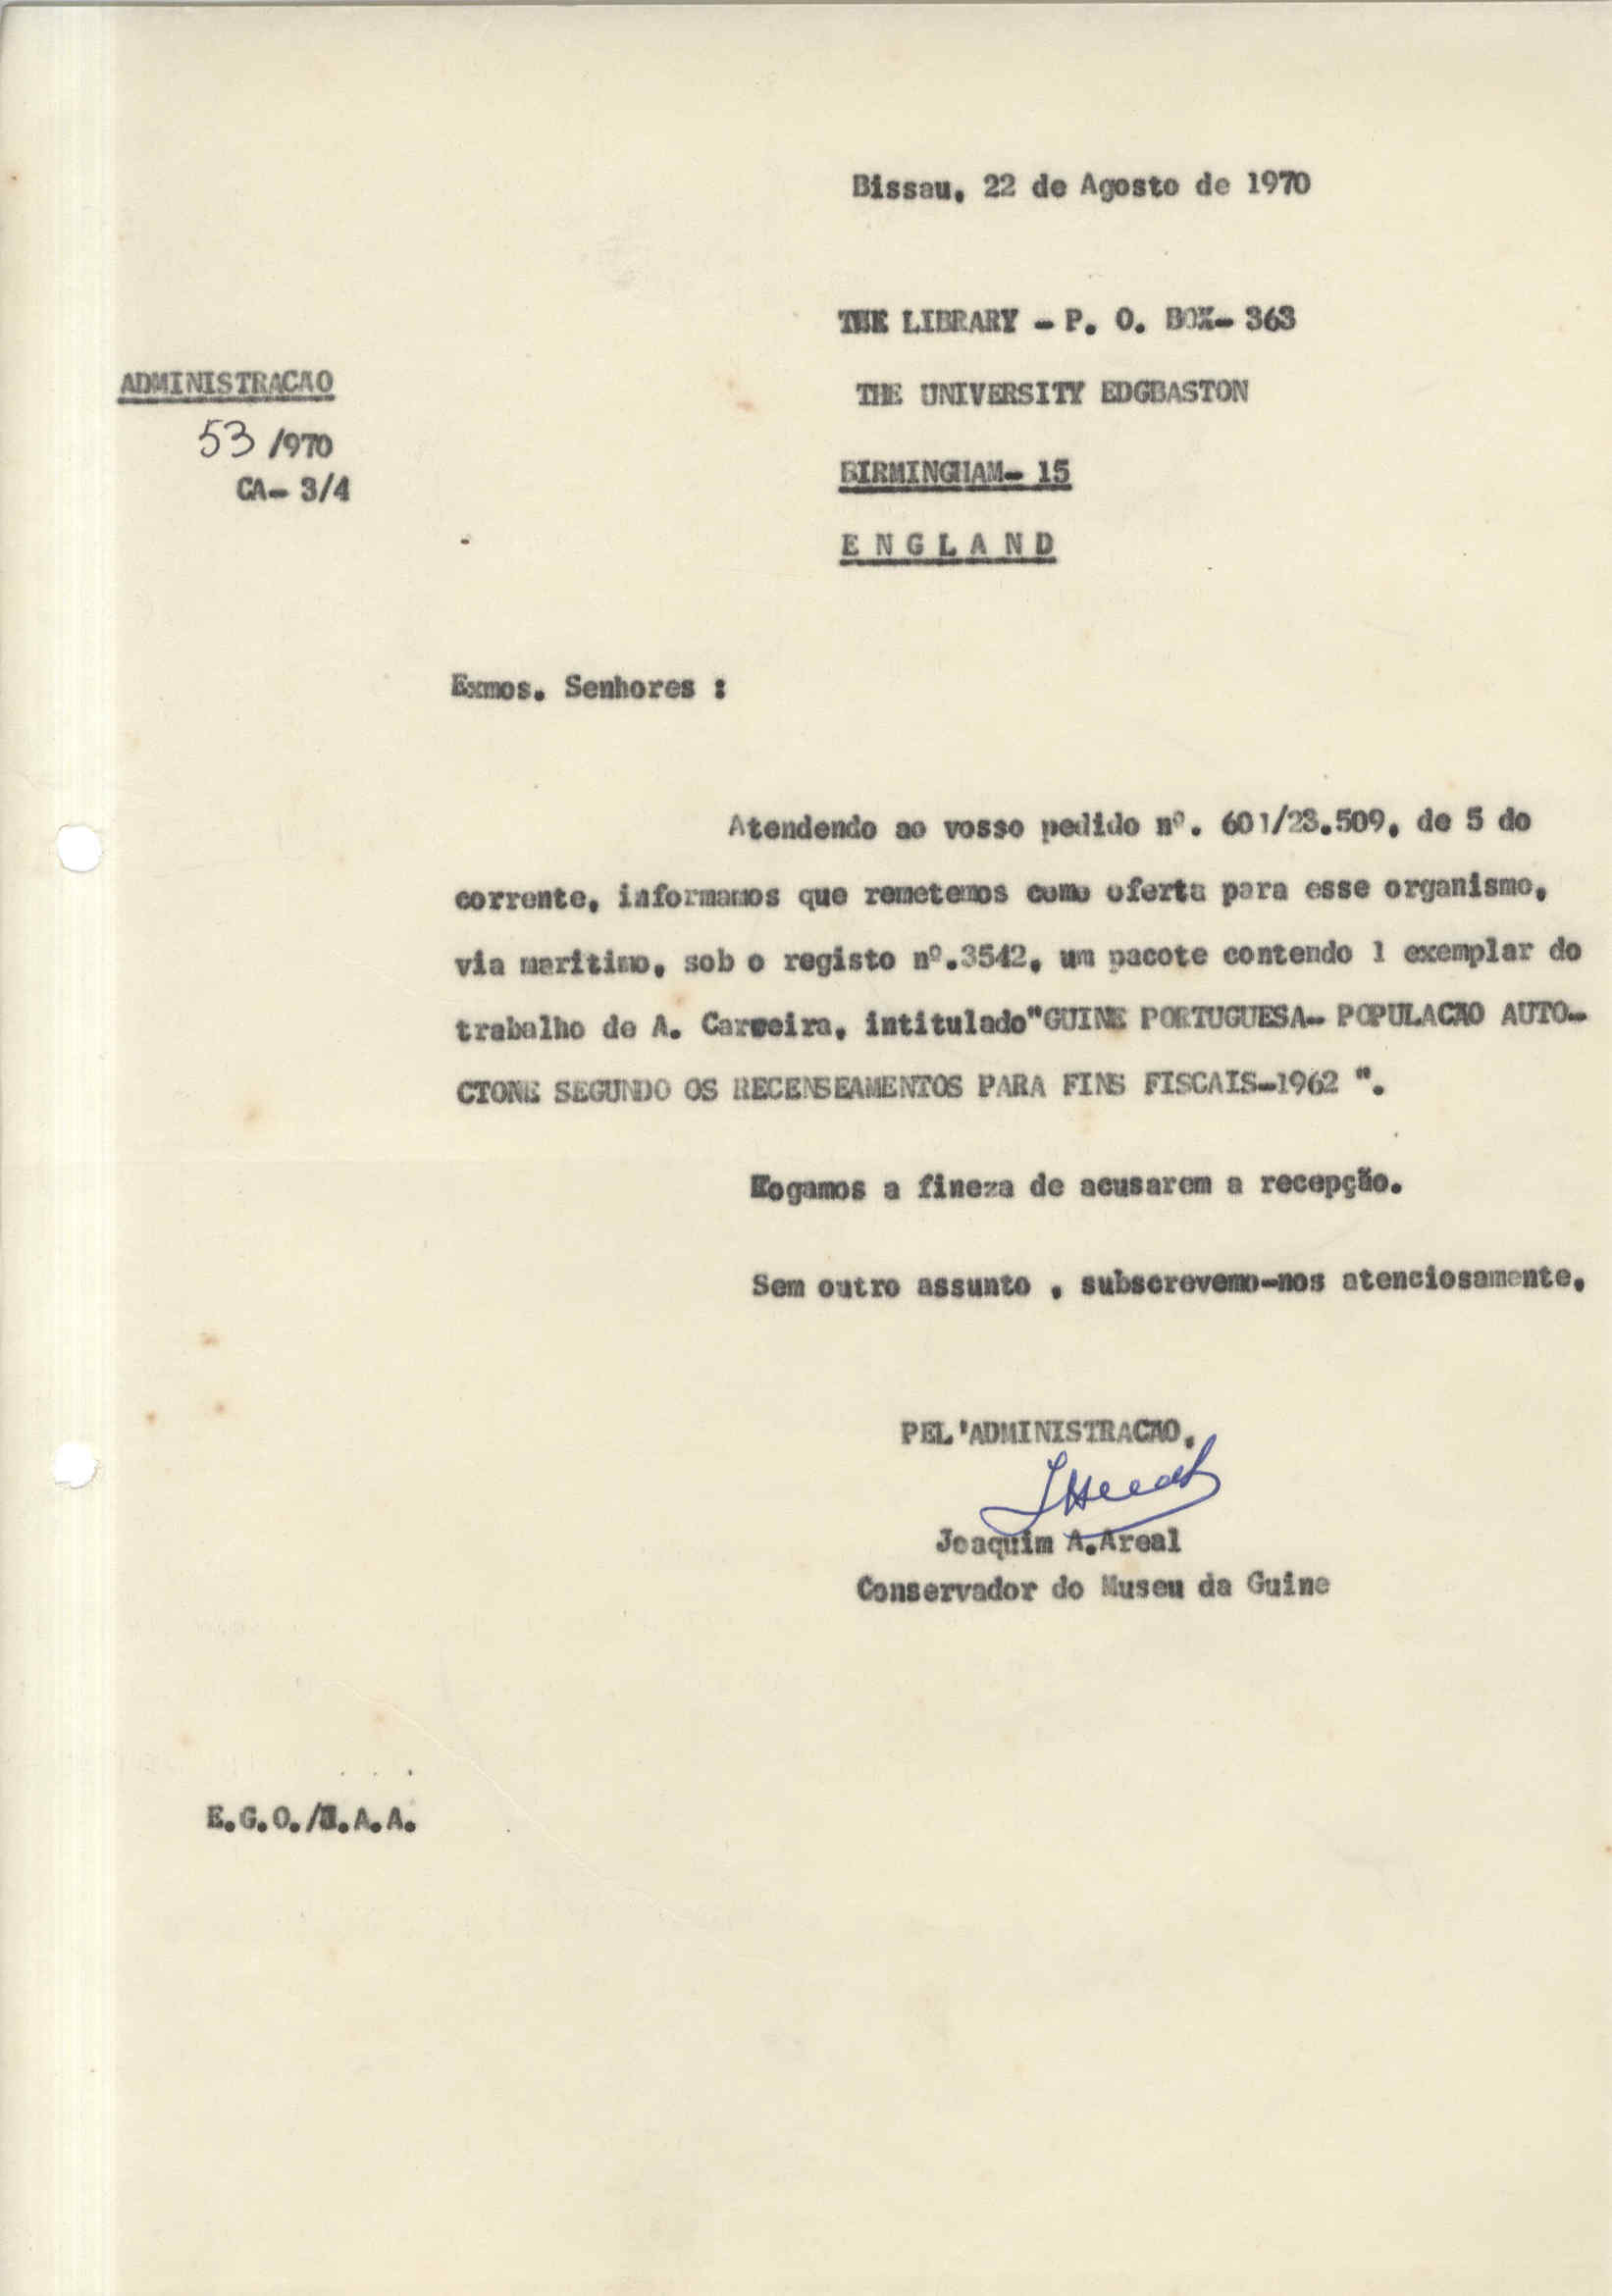 Bissau, 22 de Agosto de 1970
THE LIBRARY - P. O. BOX- 363
THE UNIVERSITY EDGBASTON
BIRMINGHAM- 15
E N G L A N D
ADMINISTRACAO
53 /970
CA- 3/4
Exmos. Senhores :
Atendendo ao vosso pedido nº. 601/23.509, de 5 do
corrente, informamos que remetemos como oferta para esse organismo,
via maritimo, sob o registo nº.3542, um pacote contendo 1 exemplar do
trabalho de A. Carreira, intitulado"GUINE PORTUGUESA- POPULACAO AUTO-
CTONE SEGUNDO OS RECENSEAMENTOS PARA FINS FISCAIS-1962 ".
Rogamos a fineza de acusarem a recepção.
Sem outro assunto , subscrevemo-nos atenciosamente,
PEL'ADMINISTRACAO,
Joaquim A.Areal
Conservador do Museu da Guine
E.G.O./J.A.A.